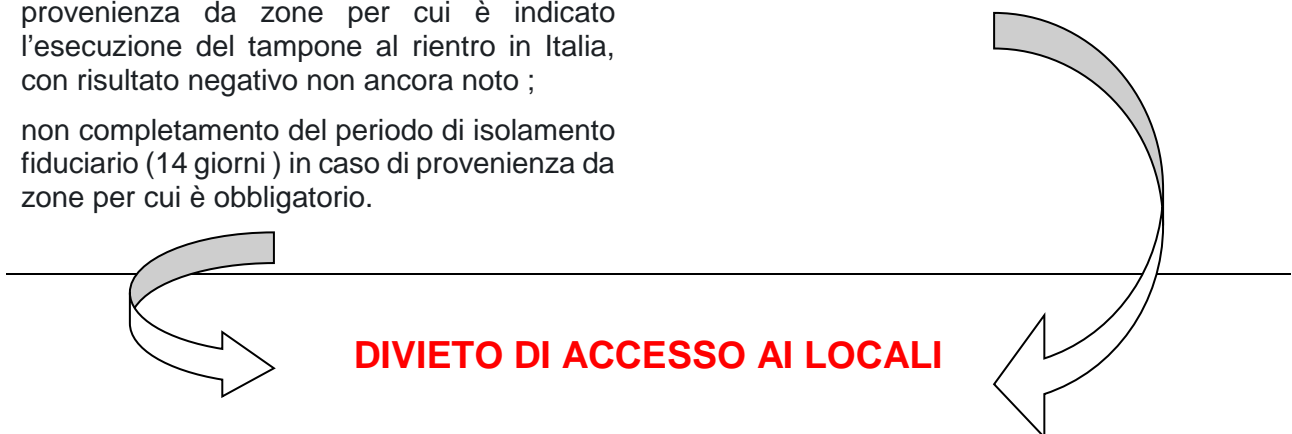 provenienza da zone per cui è indicato
l'esecuzione del tampone al rientro in Italia,
con risultato negativo non ancora noto ;
non completamento del periodo di isolamento
fiduciario (14 giorni ) in caso di provenienza da
zone per cui è obbligatorio.
DIVIETO DI ACCESSO AI LOCALI